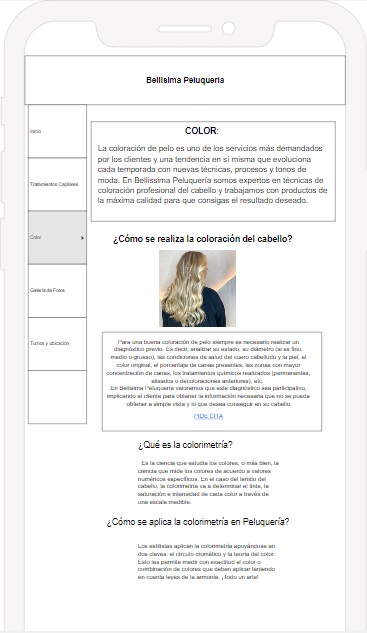 Bellisima Peluqueria
Inicio
Tratamientos Capilares
Color
Galería de Fotos
Turnos y ubicación
COLOR:
La coloración de pelo es uno de los servicios más demandados
por los clientes y una tendencia en sí misma que evoluciona
cada temporada con nuevas técnicas, procesos y tonos de
moda. En Bellissima Peluquería somos expertos en técnicas de
coloración profesional del cabello y trabajamos con productos de
la máxima calidad para que consigas el resultado deseado.
¿Cómo se realiza la coloración del cabello?
Para una buena coloración de pelo siempre es necesario realizar un
diagnóstico previo. Es decir, analizar su estado, su diámetro (si es fino,
medio o grueso), las condiciones de salud del cuero cabelludo y la piel, el
color original, el porcentaje de canas presentes, las zonas con mayor
concentración de canas, los tratamientos químicos realizados (permanentes,
alisados o decoloraciones anteriores), etc.
En Bellisima Peluqueria valoramos que este diagnóstico sea participativo,
implicando al cliente para obtener la información necesaria que no se pueda
obtener a simple vista y lo que desea conseguir en su cabello.
PIDE CITA
¿Qué es la colorimetría?
Es la ciencia que estudia los colores, o más bien, la
ciencia que mide los colores de acuerdo a valores
numéricos específicos. En el caso del teñido del
cabello, la colorimetría va a determinar el tinte, la
saturación e intensidad de cada color a través de
una escala medible.
¿Cómo se aplica la colorimetría en Peluquería?
Los estilistas aplican la colorimetría apoyándose en
dos claves: el círculo cromático y la teoría del color.
Esto les permite medir con exactitud el color o
combinación de colores que deben aplicar teniendo
en cuenta leyes de la armonía. ¡Todo un arte!